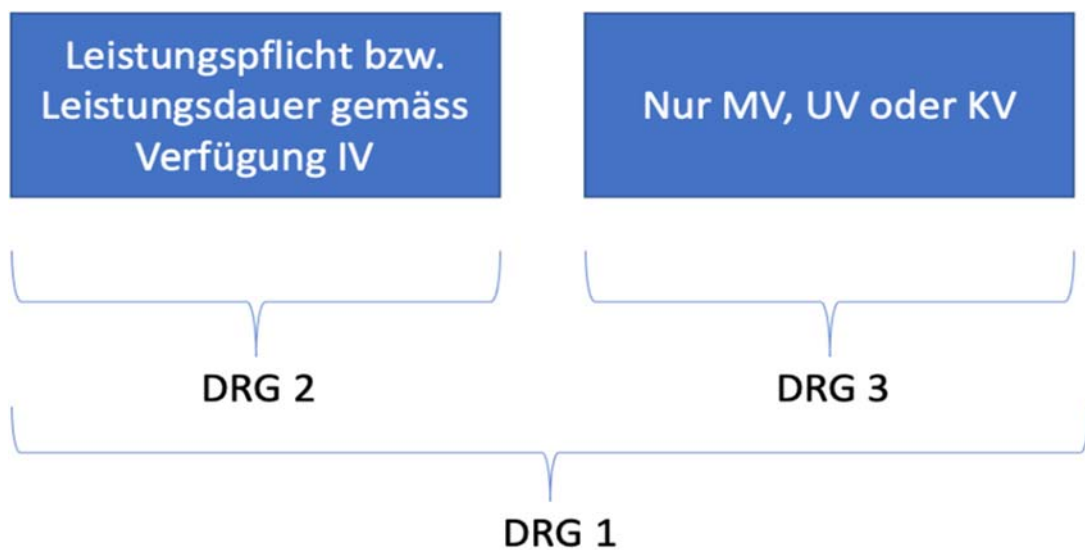 Leistungspflicht bzw.
Leistungsdauer gemäss
Verfügung IV
Nur MV, UV oder KV
DRG 2
DRG 3
DRG 1